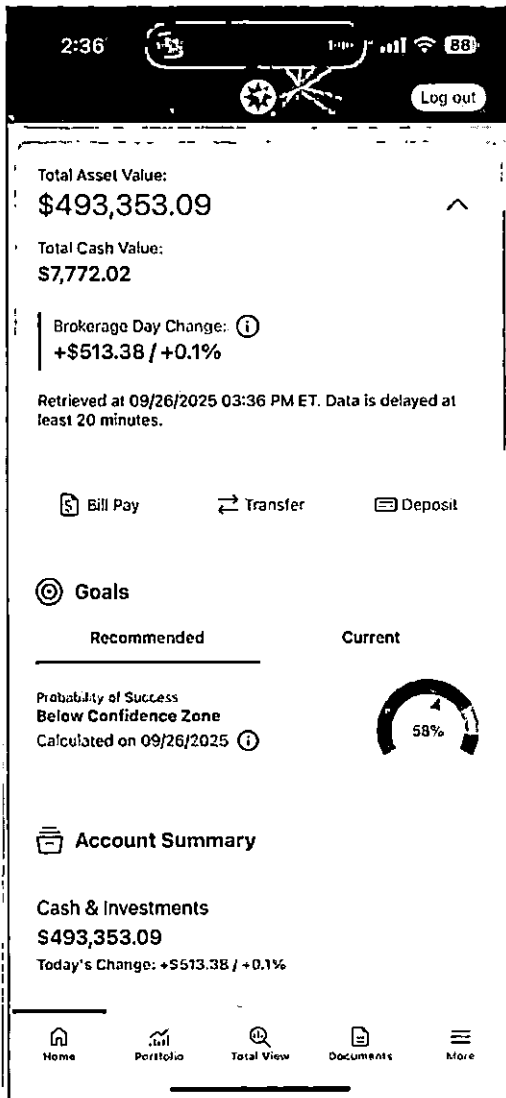 2:36
88
Log out
Total Asset Value:
$493,353.09
Total Cash Value:
$7,772.02
Brokerage Day Change:
+$513.38 / +0.1%
Retrieved at 09/26/2025 03:36 PM ET. Data is delayed at
least 20 minutes.
Bill Pay Transfer Deposit
Goals
Recommended Current
Probability of Success
Below Confidence Zone
Calculated on 09/26/2025
58%
Account Summary
Cash & Investments
$493,353.09
Today's Change: +$513.38 / +0.1%
Home Portfolio Total View Documents More